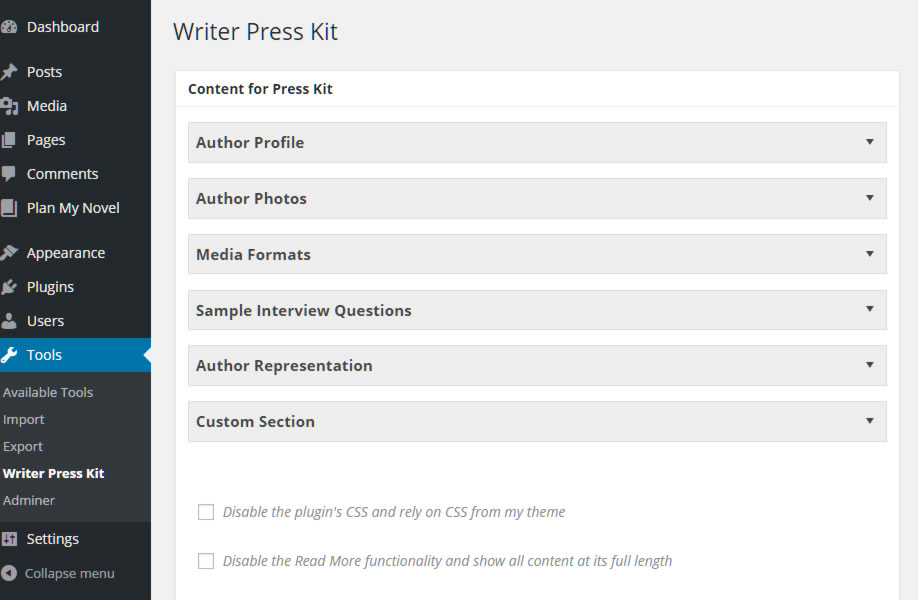 Dashboard
Posts
Media
Pages
Comments
Plan My Novel
Appearance
Plugins
Users
Tools
Available Tools
Import
Export
Writer Press Kit
Adminer
Settings
Collapse menu
Writer Press Kit
Content for Press Kit
Author Profile
Author Photos
Media Formats
Sample Interview Questions
Author Representation
Custom Section
Disable the plugin's CSS and rely on CSS from my theme
Disable the Read More functionality and show all content at its full length